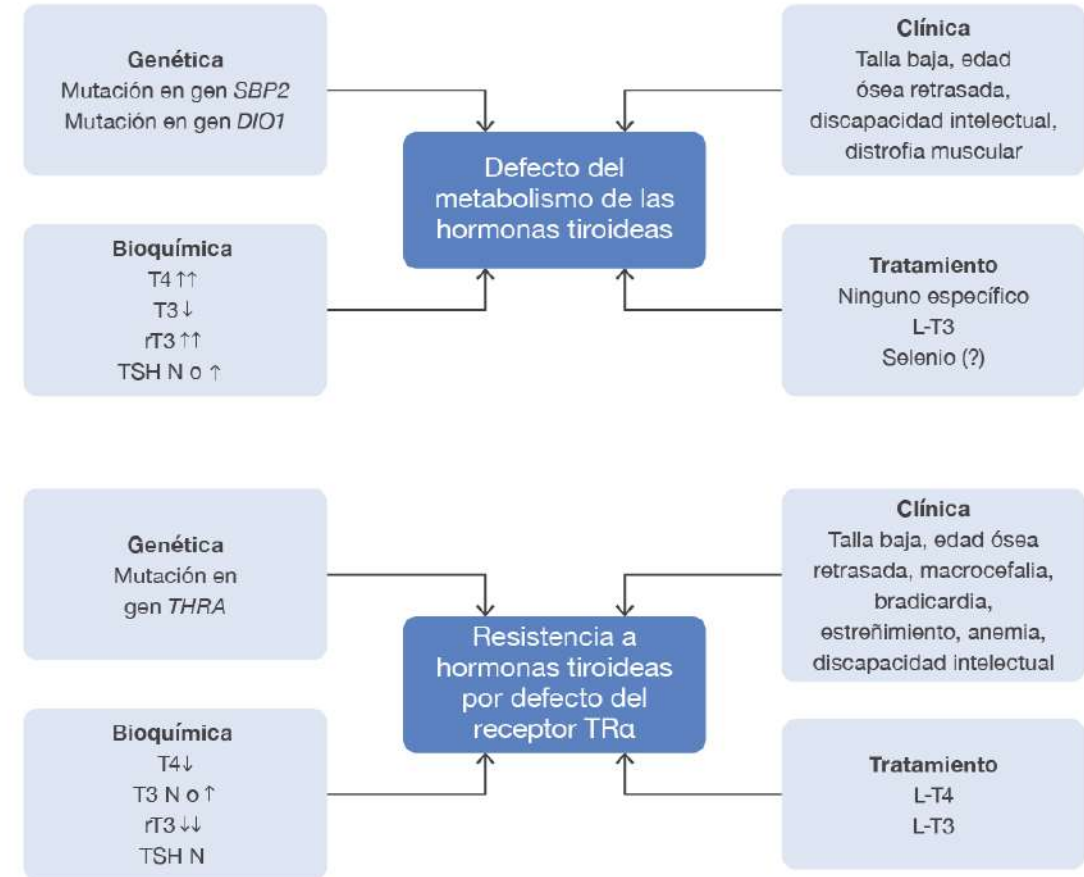 Genética
Mutación en gen SBP2
Mutación en gen DIO1
Clínica
Talla baja, edad
ósea retrasada,
discapacidad intelectual,
distrofia muscular
Defecto del
metabolismo de las
hormonas tiroideas
Bioquímica
T4 ↑↑
T3 ↓
rT3 ↑↑
TSH N o ↑
Tratamiento
Ninguno específico
L-T3
Selenio (?)
Genética
Mutación en
gen THRA
Clínica
Talla baja, edad ósea
retrasada, macrocefalia,
bradicardia,
estreñimiento, anemia,
discapacidad intelectual
Resistencia a
hormonas tiroideas
por defecto del
receptor TRα
Bioquímica
T4↓
T3 N o ↑
rT3 ↓↓
TSH N
Tratamiento
L-T4
L-T3